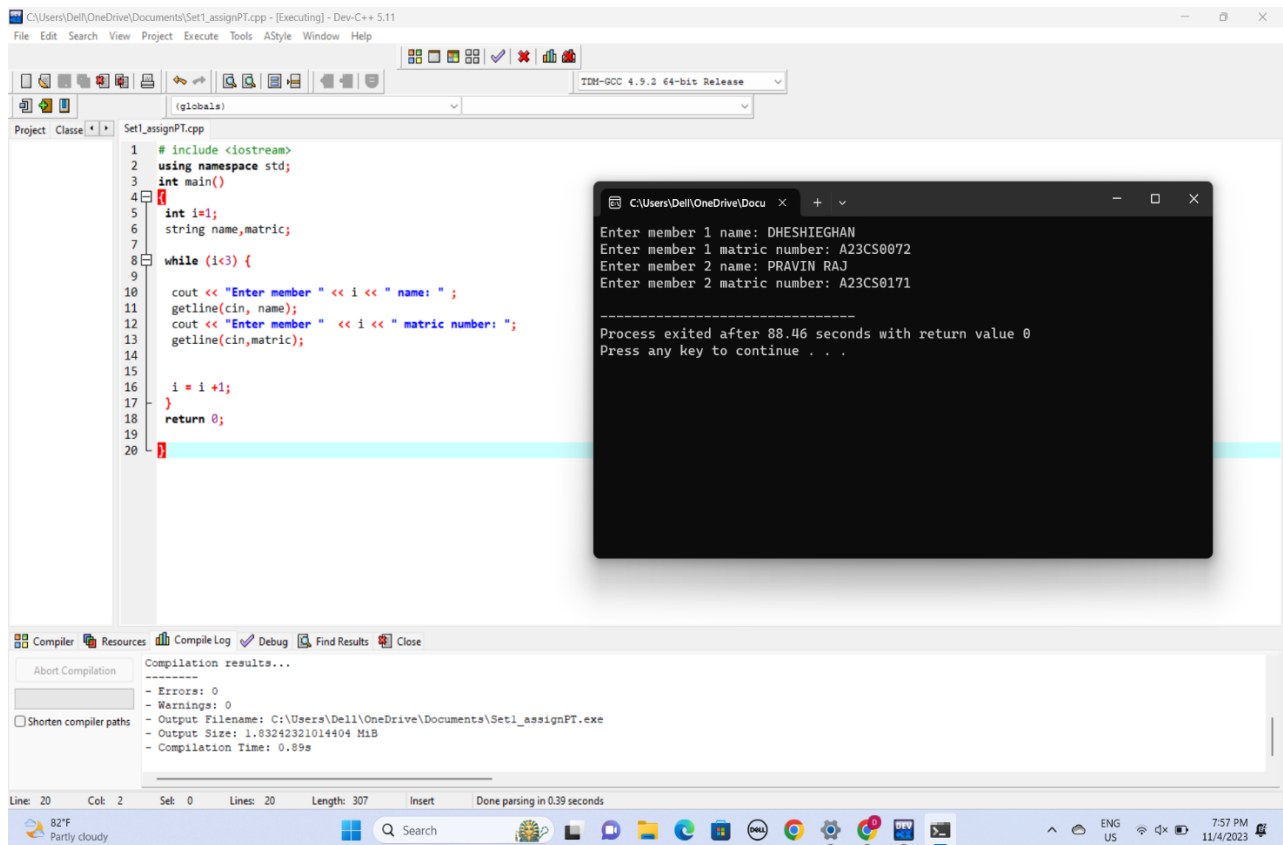 C:\Users\Dell\OneDrive\Documents\Set1_assignPT.cpp - [Executing] - Dev-C++ 5.11
File Edit Search View Project Execute Tools AStyle Window Help
TDM-GCC 4.9.2 64-bit Release
(globals)
Project Classe Set1_assignPT.cpp
1 # include <iostream>
2 using namespace std;
3 int main()
4 {
5 int i=1;
6 string name,matric;
7
8 while (i<3) {
9
10 cout << "Enter member " << i << " name: " ;
11 getline(cin, name);
12 cout << "Enter member "  << i << " matric number: ";
13 getline(cin,matric);
14
15
16 i = i +1;
17 }
18 return 0;
19
20 }
C:\Users\Dell\OneDrive\Docu
Enter member 1 name: DHESHIEGHAN
Enter member 1 matric number: A23CS0072
Enter member 2 name: PRAVIN RAJ
Enter member 2 matric number: A23CS0171
--------------------------------
Process exited after 88.46 seconds with return value 0
Press any key to continue . . .
Compiler Resources Compile Log Debug Find Results Close
Abort Compilation
Shorten compiler paths
Compilation results...
--------
- Errors: 0
- Warnings: 0
- Output Filename: C:\Users\Dell\OneDrive\Documents\Set1_assignPT.exe
- Output Size: 1.83242321014404 MiB
- Compilation Time: 0.89s
Line: 20 Col: 2 Sel: 0 Lines: 20 Length: 307 Insert Done parsing in 0.39 seconds
82°F
Partly cloudy
Search
DELL
DEV
ENG
US
7:57 PM
11/4/2023